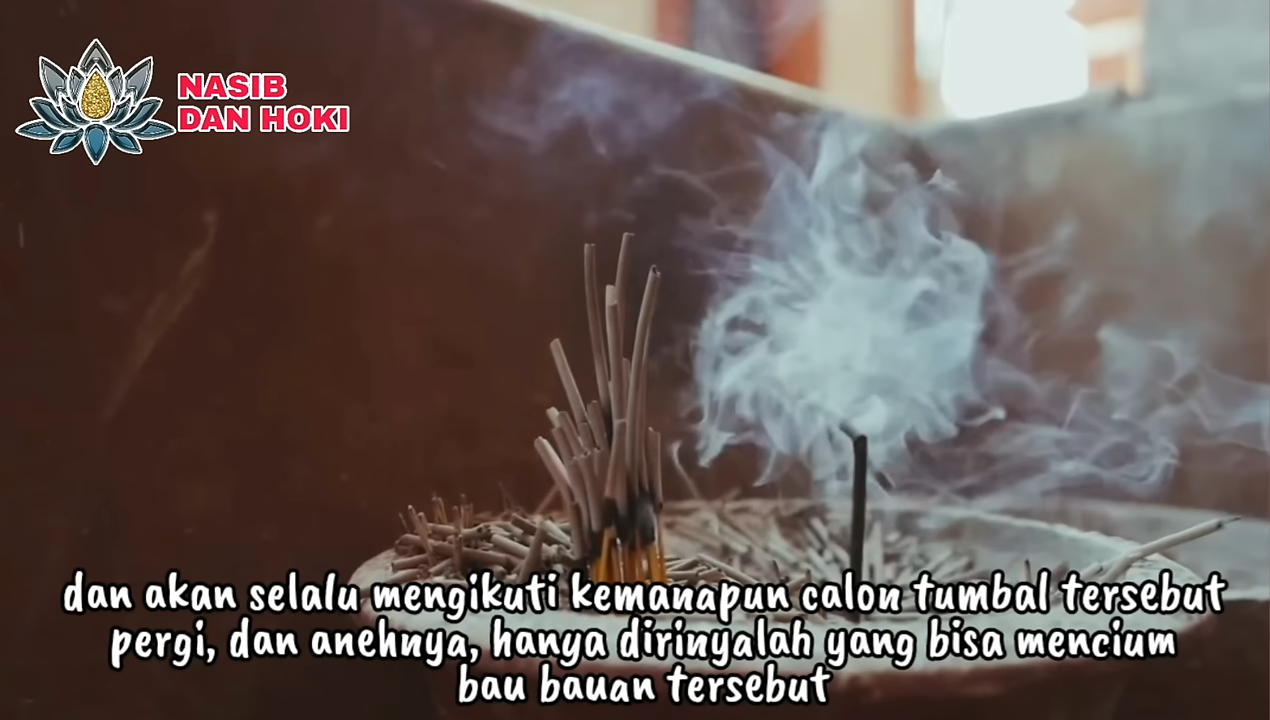 NASIB
DAN HOKI
dan akan selalu mengikuti kemanapun calon tumbal tersebut
pergi, dan anehnya, hanya dirinyalah yang bisa mencium
bau bauan tersebut